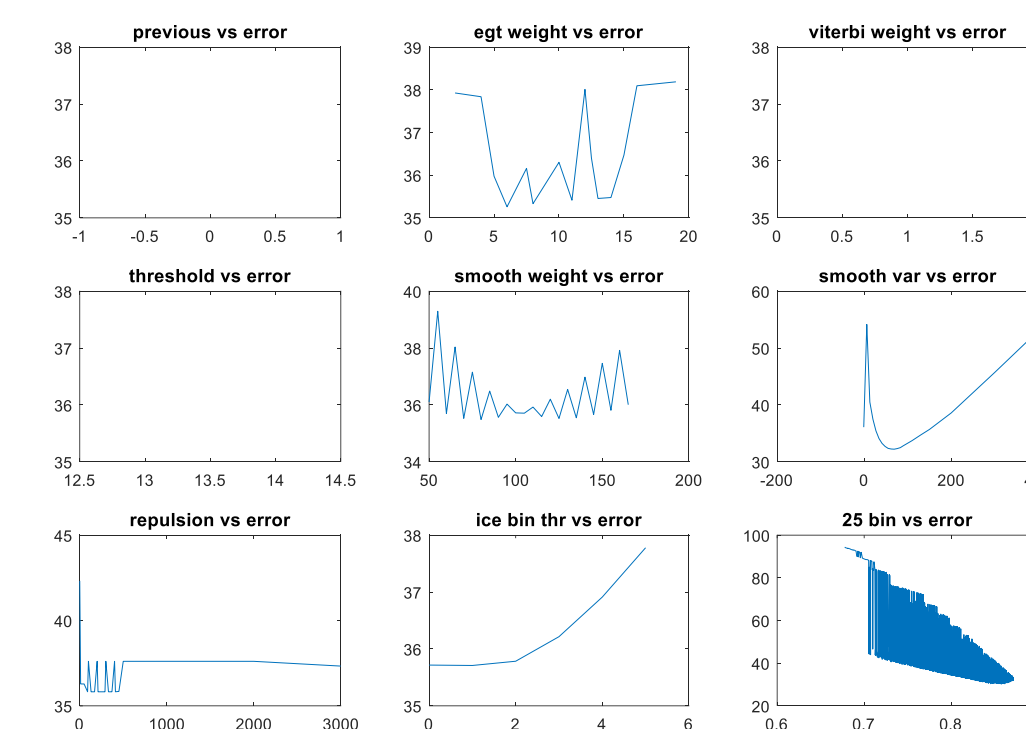 previous vs error
38
37
36
35
-1 -0.5 0 0.5 1
egt weight vs error
39
38
37
36
35
0 5 10 15 20
viterbi weight vs error
38
37
36
35
0 0.5 1 1.5
threshold vs error
38
37
36
35
12.5 13 13.5 14 14.5
smooth weight vs error
40
38
36
34
50 100 150 200
smooth var vs error
60
50
40
30
-200 0 200
repulsion vs error
45
40
35
0 1000 2000 3000
ice bin thr vs error
38
37
36
35
0 2 4 6
25 bin vs error
100
80
60
40
20
0.6 0.7 0.8